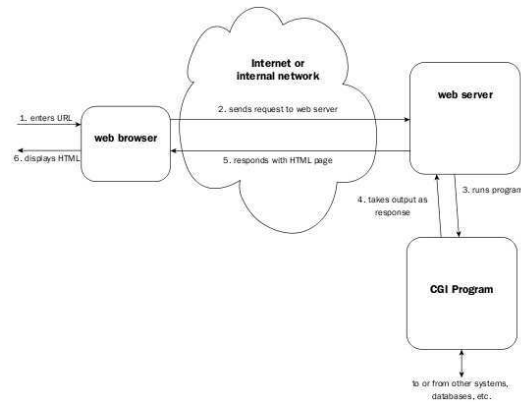 Internet or
internal network
web server
1. enters URL
2. sends request to web server
web browser
6. displays HTML
5. responds with HTML page
4. takes output as
response
3. runs program
CGI Program
to or from other systems,
databases, etc.